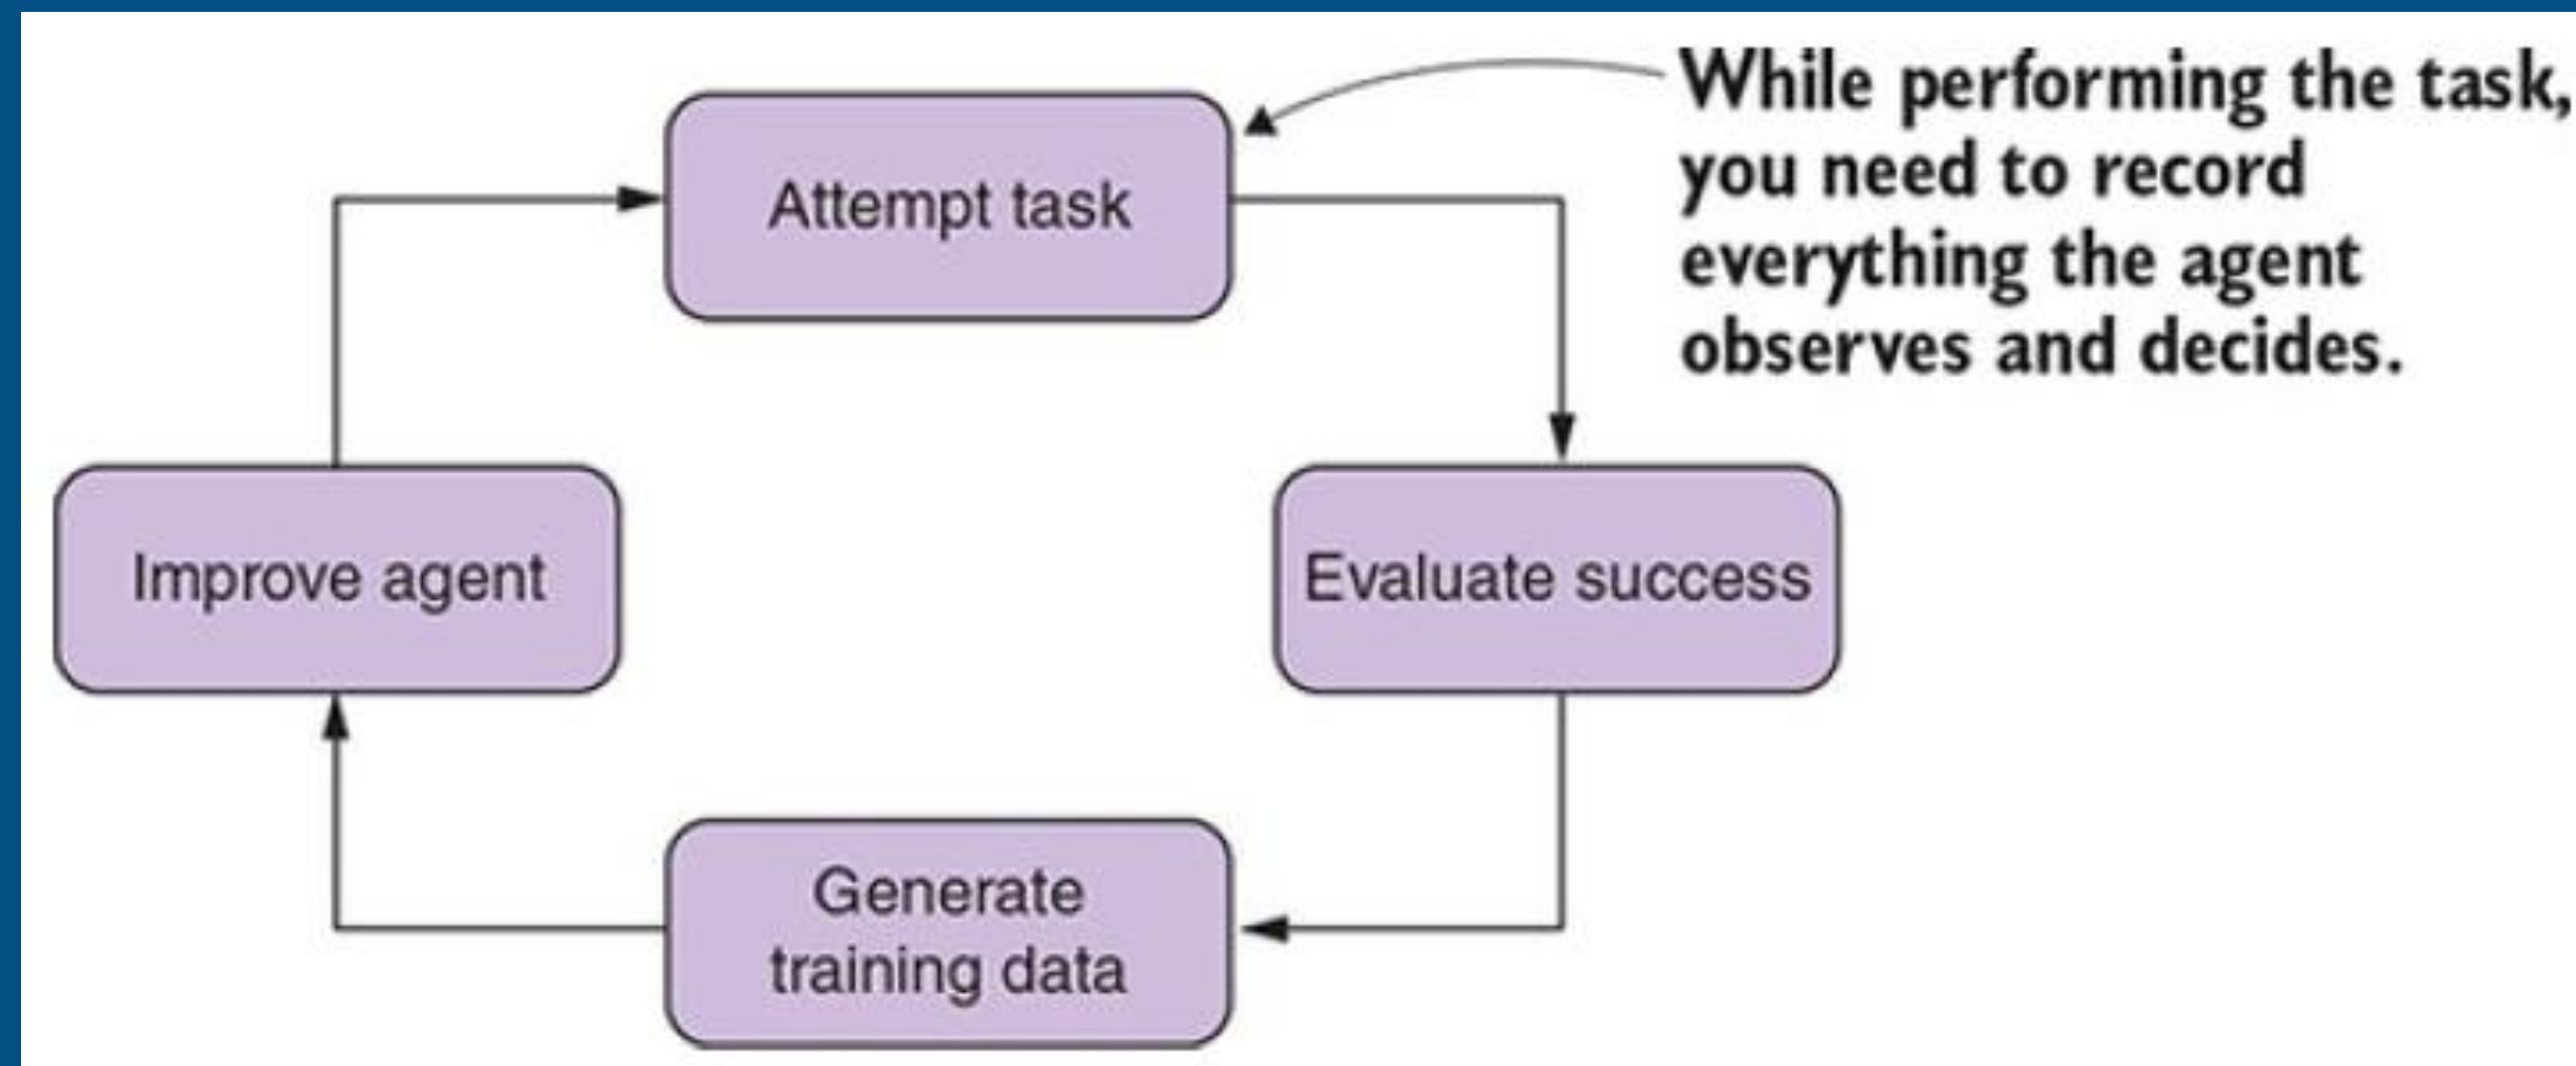 Attempt task
While performing the task,
you need to record
everything the agent
observes and decides.
Improve agent
Evaluate success
Generate
training data